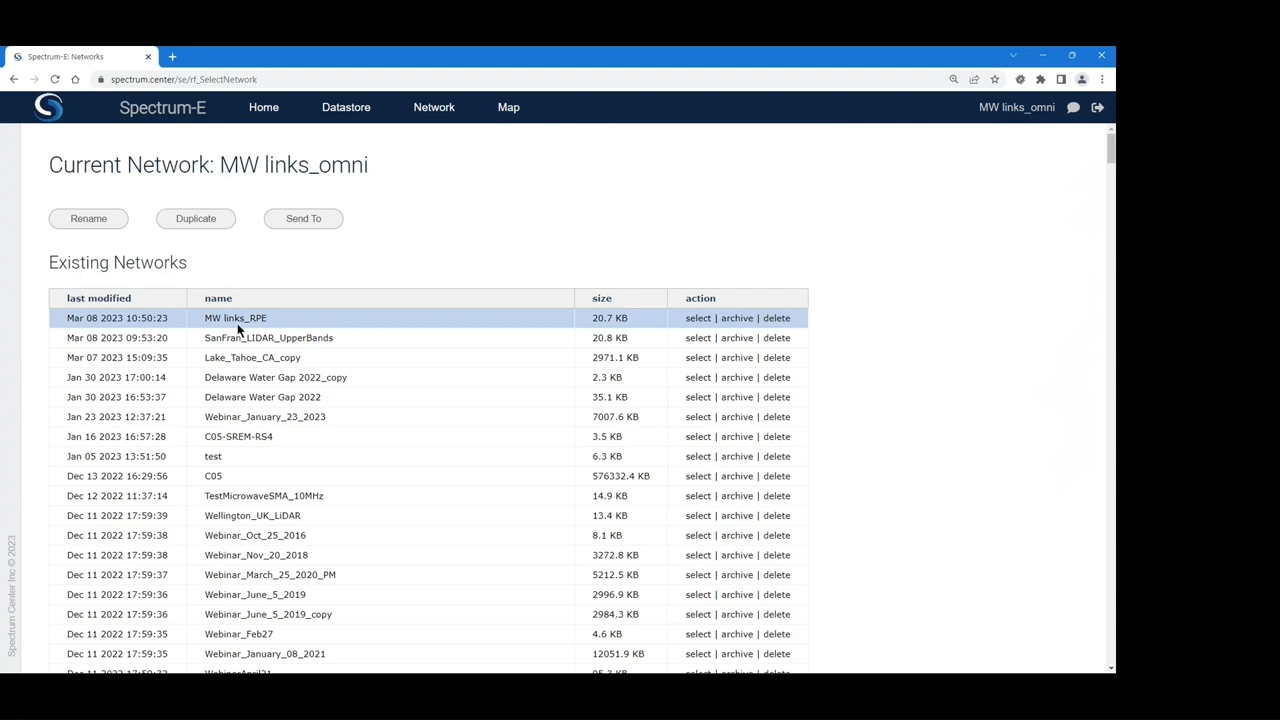 Spectrum-E: Networks
spectrum.center/se/rf_SelectNetwork
Spectrum-E Home Datastore Network Map MW links_omni
Current Network: MW links_omni
Rename Duplicate Send To
Existing Networks
last modified name size action
Mar 08 2023 10:50:23 MW links_RPE 20.7 KB select | archive | delete
Mar 08 2023 09:53:20 SanFran_LIDAR_UpperBands 20.8 KB select | archive | delete
Mar 07 2023 15:09:35 Lake_Tahoe_CA_copy 2971.1 KB select | archive | delete
Jan 30 2023 17:00:14 Delaware Water Gap 2022_copy 2.3 KB select | archive | delete
Jan 30 2023 16:53:37 Delaware Water Gap 2022 35.1 KB select | archive | delete
Jan 23 2023 12:37:21 Webinar_January_23_2023 7007.6 KB select | archive | delete
Jan 16 2023 16:57:28 C05-SREM-RS4 3.5 KB select | archive | delete
Jan 05 2023 13:51:50 test 6.3 KB select | archive | delete
Dec 13 2022 16:29:56 C05 576332.4 KB select | archive | delete
Dec 12 2022 11:37:14 TestMicrowaveSMA_10MHz 14.9 KB select | archive | delete
Dec 11 2022 17:59:39 Wellington_UK_LiDAR 13.4 KB select | archive | delete
Dec 11 2022 17:59:38 Webinar_Oct_25_2016 8.1 KB select | archive | delete
Dec 11 2022 17:59:38 Webinar_Nov_20_2018 3272.8 KB select | archive | delete
Dec 11 2022 17:59:37 Webinar_March_25_2020_PM 5212.5 KB select | archive | delete
Dec 11 2022 17:59:36 Webinar_June_5_2019 2996.9 KB select | archive | delete
Dec 11 2022 17:59:36 Webinar_June_5_2019_copy 2984.3 KB select | archive | delete
Dec 11 2022 17:59:35 Webinar_Feb27 4.6 KB select | archive | delete
Dec 11 2022 17:59:35 Webinar_January_08_2021 12051.9 KB select | archive | delete
Spectrum Center Inc © 2023